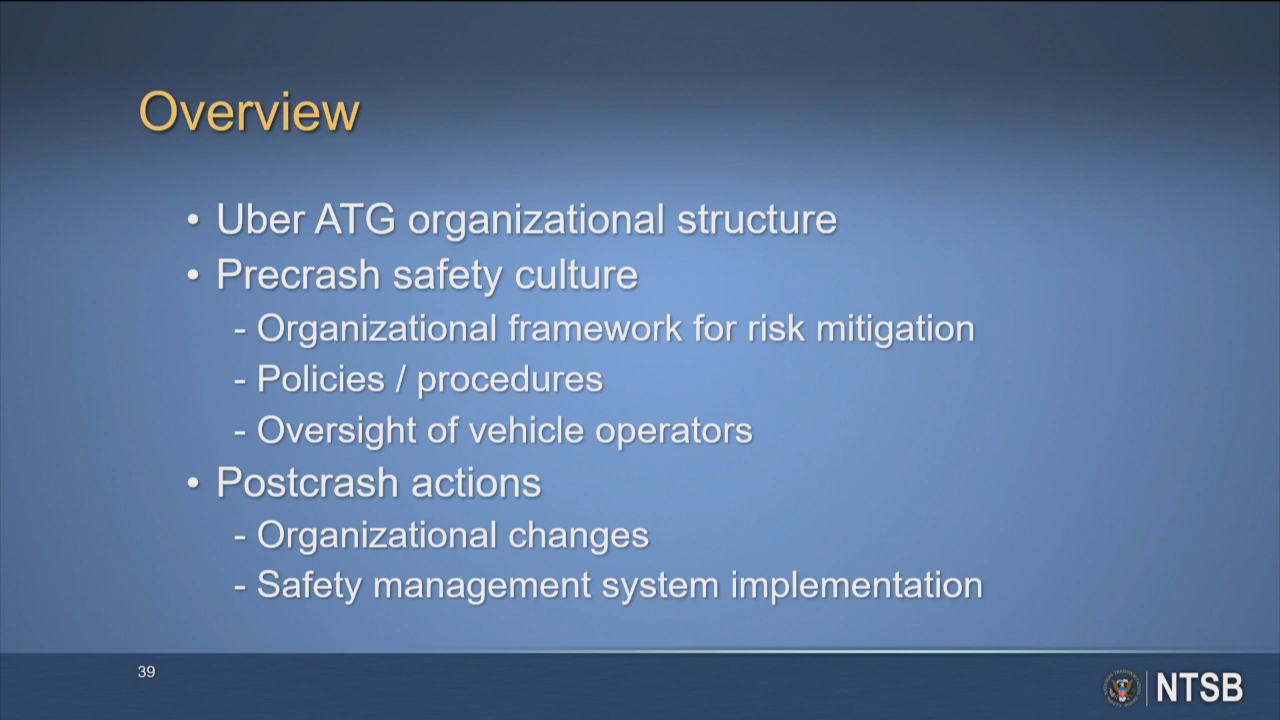 Overview
• Uber ATG organizational structure
• Precrash safety culture
- Organizational framework for risk mitigation
- Policies / procedures
- Oversight of vehicle operators
• Postcrash actions
- Organizational changes
- Safety management system implementation
39
NTSB